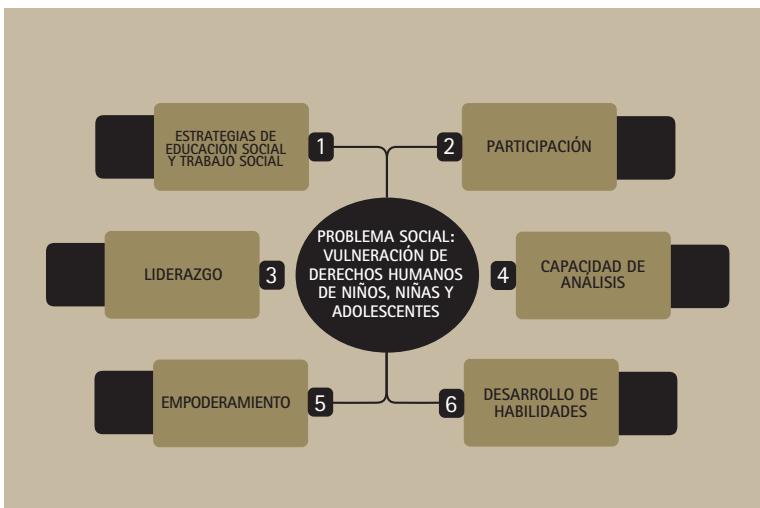 ESTRATEGIAS DE
EDUCACIÓN SOCIAL
Y TRABAJO SOCIAL
1
2
PARTICIPACIÓN
LIDERAZGO
3
PROBLEMA SOCIAL:
VULNERACIÓN DE
DERECHOS HUMANOS
DE NIÑOS, NIÑAS Y
ADOLESCENTES
4
CAPACIDAD DE
ANÁLISIS
EMPODERAMIENTO
5
6
DESARROLLO DE
HABILIDADES